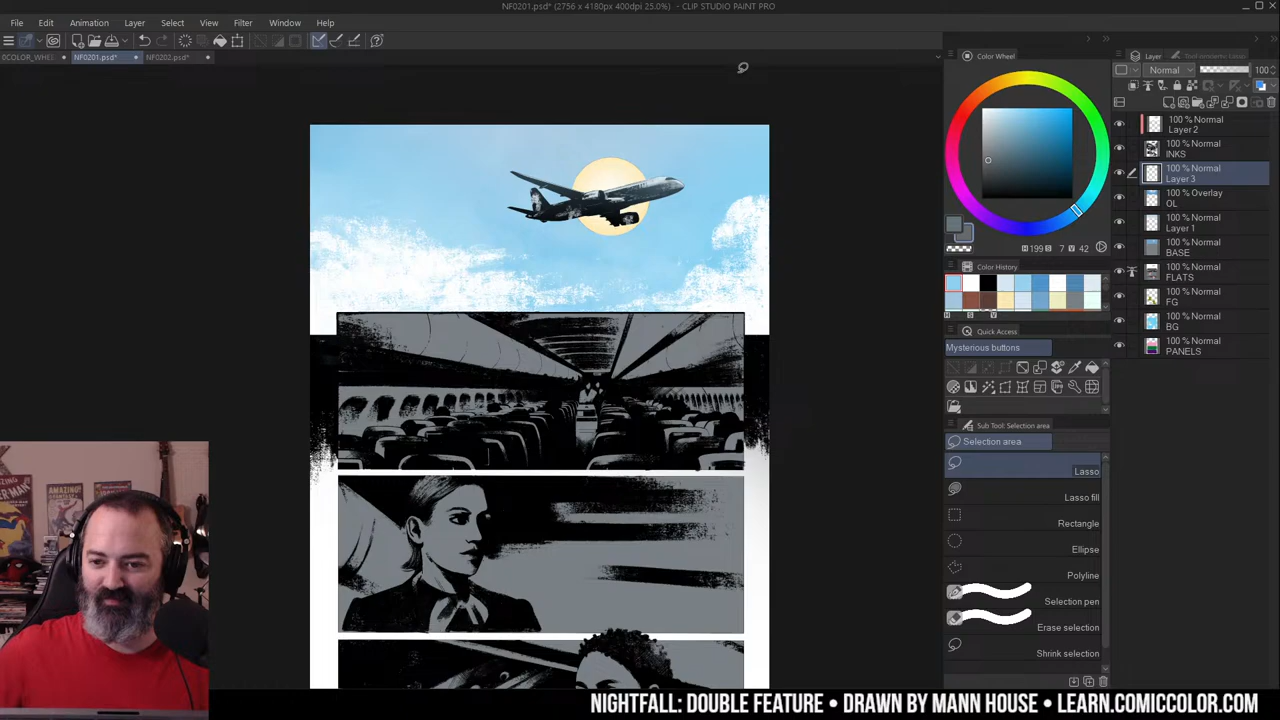 NF0201.psd* (2756 x 4180px 400dpi 25.0%) - CLIP STUDIO PAINT PRO
File Edit Animation Layer Select View Filter Window Help
0COLOR_WHEE NF0201.psd* NF0202.psd*
Color Wheel
H 199 S 7 V 42
Color History
H S V
Quick Access
Mysterious buttons
Sub Tool: Selection area
Selection area
Lasso
Lasso fill
Rectangle
Ellipse
Polyline
Selection pen
Erase selection
Shrink selection
Layer
Normal 100
100 % Normal
Layer 2
100 % Normal
INKS
100 % Normal
Layer 3
100 % Overlay
OL
100 % Normal
Layer 1
100 % Normal
BASE
100 % Normal
FLATS
100 % Normal
FG
100 % Normal
BG
100 % Normal
PANELS
AMAZING
NIGHTFALL: DOUBLE FEATURE • DRAWN BY MANN HOUSE • LEARN.COMICCOLOR.COM